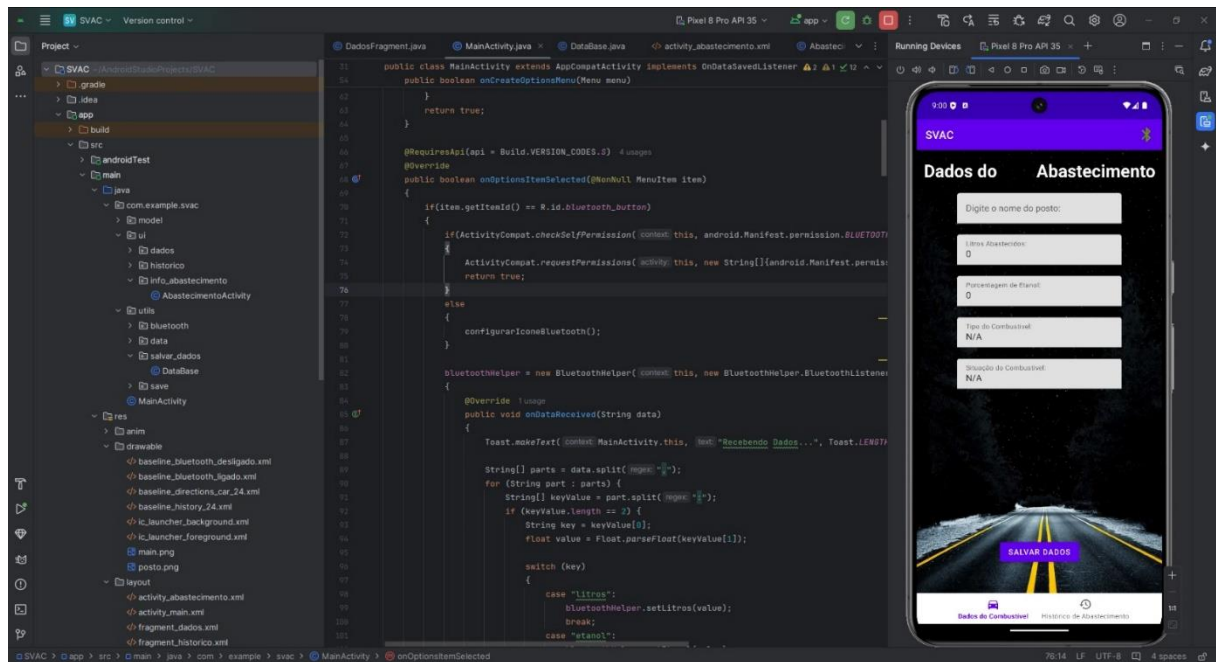 SV SVAC Version control Pixel 8 Pro API 35 app
Project
SVAC ~/AndroidStudioProjects/SVAC
.gradle
.idea
app
build
src
androidTest
main
java
com.example.svac
model
ui
dados
historico
info_abastecimento
AbastecimentoActivity
utils
bluetooth
data
salvar_dados
DataBase
save
MainActivity
res
anim
drawable
baseline_bluetooth_desligado.xml
baseline_bluetooth_ligado.xml
baseline_directions_car_24.xml
baseline_history_24.xml
ic_launcher_background.xml
ic_launcher_foreground.xml
main.png
posto.png
layout
activity_abastecimento.xml
activity_main.xml
fragment_dados.xml
fragment_historico.xml
DadosFragment.java MainActivity.java DataBase.java activity_abastecimento.xml Abasteci
public class MainActivity extends AppCompatActivity implements OnDataSavedListener 2 1 12
public boolean onCreateOptionsMenu(Menu menu)
}
return true;
}
@RequiresApi(api = Build.VERSION_CODES.S) 4 usages
@Override
public boolean onOptionsItemSelected(@NonNull MenuItem item)
{
if(item.getItemId() == R.id.bluetooth_button)
{
if(ActivityCompat.checkSelfPermission( context: this, android.Manifest.permission.BLUETOOTH
{
ActivityCompat.requestPermissions( activity: this, new String[]{android.Manifest.permis
return true;
}
else
{
configurarIconeBluetooth();
}
bluetoothHelper = new BluetoothHelper( context: this, new BluetoothHelper.BluetoothListene
{
@Override 1 usage
public void onDataReceived(String data)
{
Toast.makeText( context: MainActivity.this, text: "Recebendo Dados...", Toast.LENGTH
String[] parts = data.split( regex: ";");
for (String part : parts) {
String[] keyValue = part.split( regex: ":");
if (keyValue.length == 2) {
String key = keyValue[0];
float value = Float.parseFloat(keyValue[1]);
switch (key)
{
case "litros":
bluetoothHelper.setLitros(value);
break;
case "etanol":
Running Devices Pixel 8 Pro API 35
9:00
SVAC
Dados do Abastecimento
Digite o nome do posto:
Litros Abastecidos:
0
Porcentagem de Etanol:
0
Tipo do Combustível:
N/A
Situação do Combustível:
N/A
SALVAR DADOS
Dados do Combustível Histórico de Abastecimento
1:1
SVAC > app > src > main > java > com > example > svac > MainActivity > onOptionsItemSelected 76:14 LF UTF-8 4 spaces